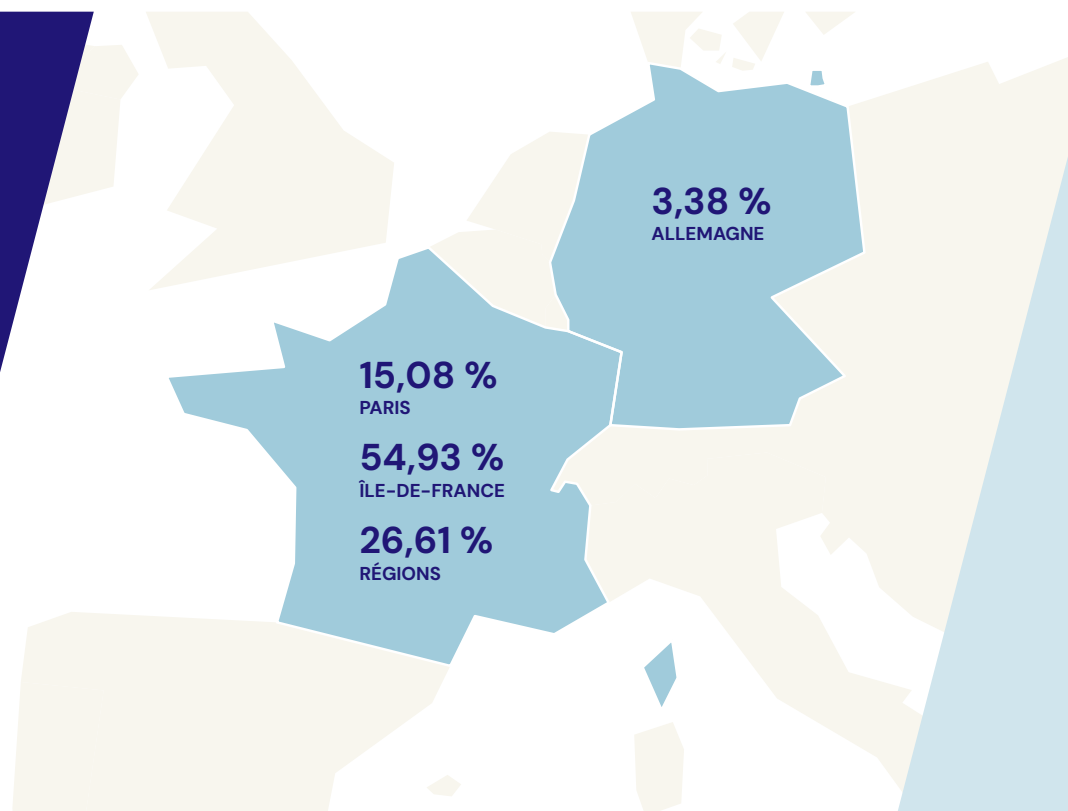 3,38 %
ALLEMAGNE
15,08 %
PARIS
54,93 %
ÎLE-DE-FRANCE
26,61 %
RÉGIONS